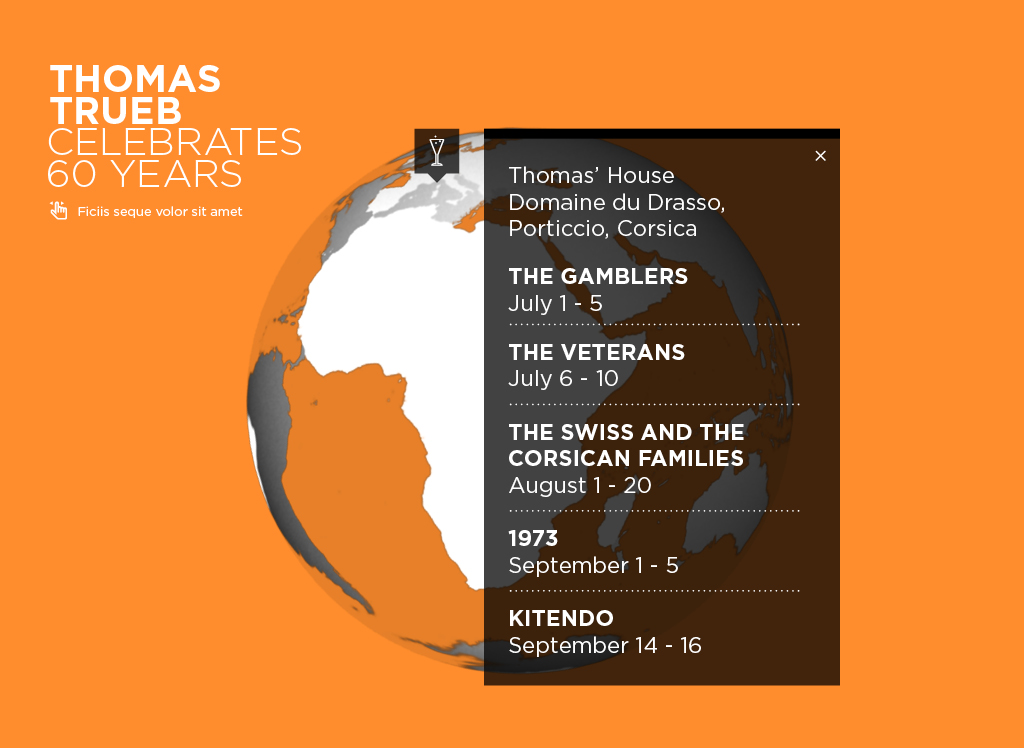 THOMAS
TRUEB
CELEBRATES
60 YEARS
Ficiis seque volor sit amet
Thomas’ House
Domaine du Drasso,
Porticcio, Corsica
THE GAMBLERS
July 1 - 5
THE VETERANS
July 6 - 10
THE SWISS AND THE
CORSICAN FAMILIES
August 1 - 20
1973
September 1 - 5
KITENDO
September 14 - 16